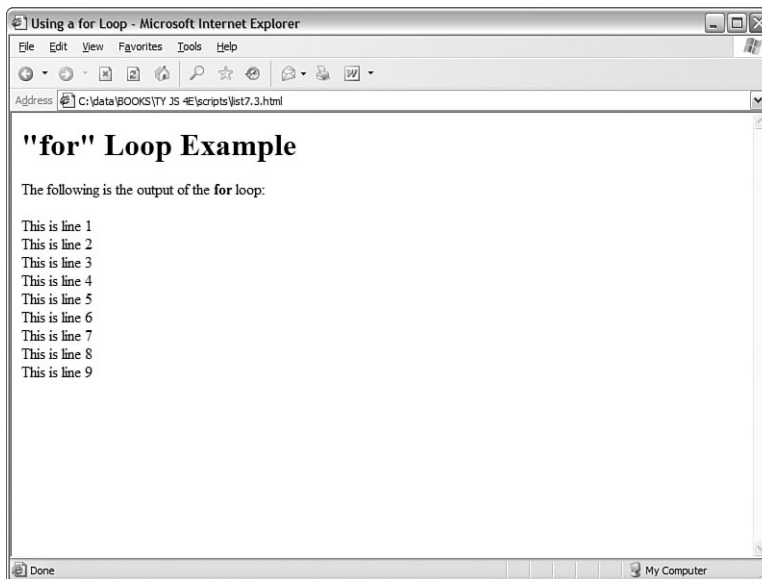 Using a for Loop - Microsoft Internet Explorer
File Edit View Favorites Tools Help
Address C:\data\BOOKS\TY JS 4E\scripts\list7.3.html
"for" Loop Example
The following is the output of the for loop:
This is line 1
This is line 2
This is line 3
This is line 4
This is line 5
This is line 6
This is line 7
This is line 8
This is line 9
Done My Computer